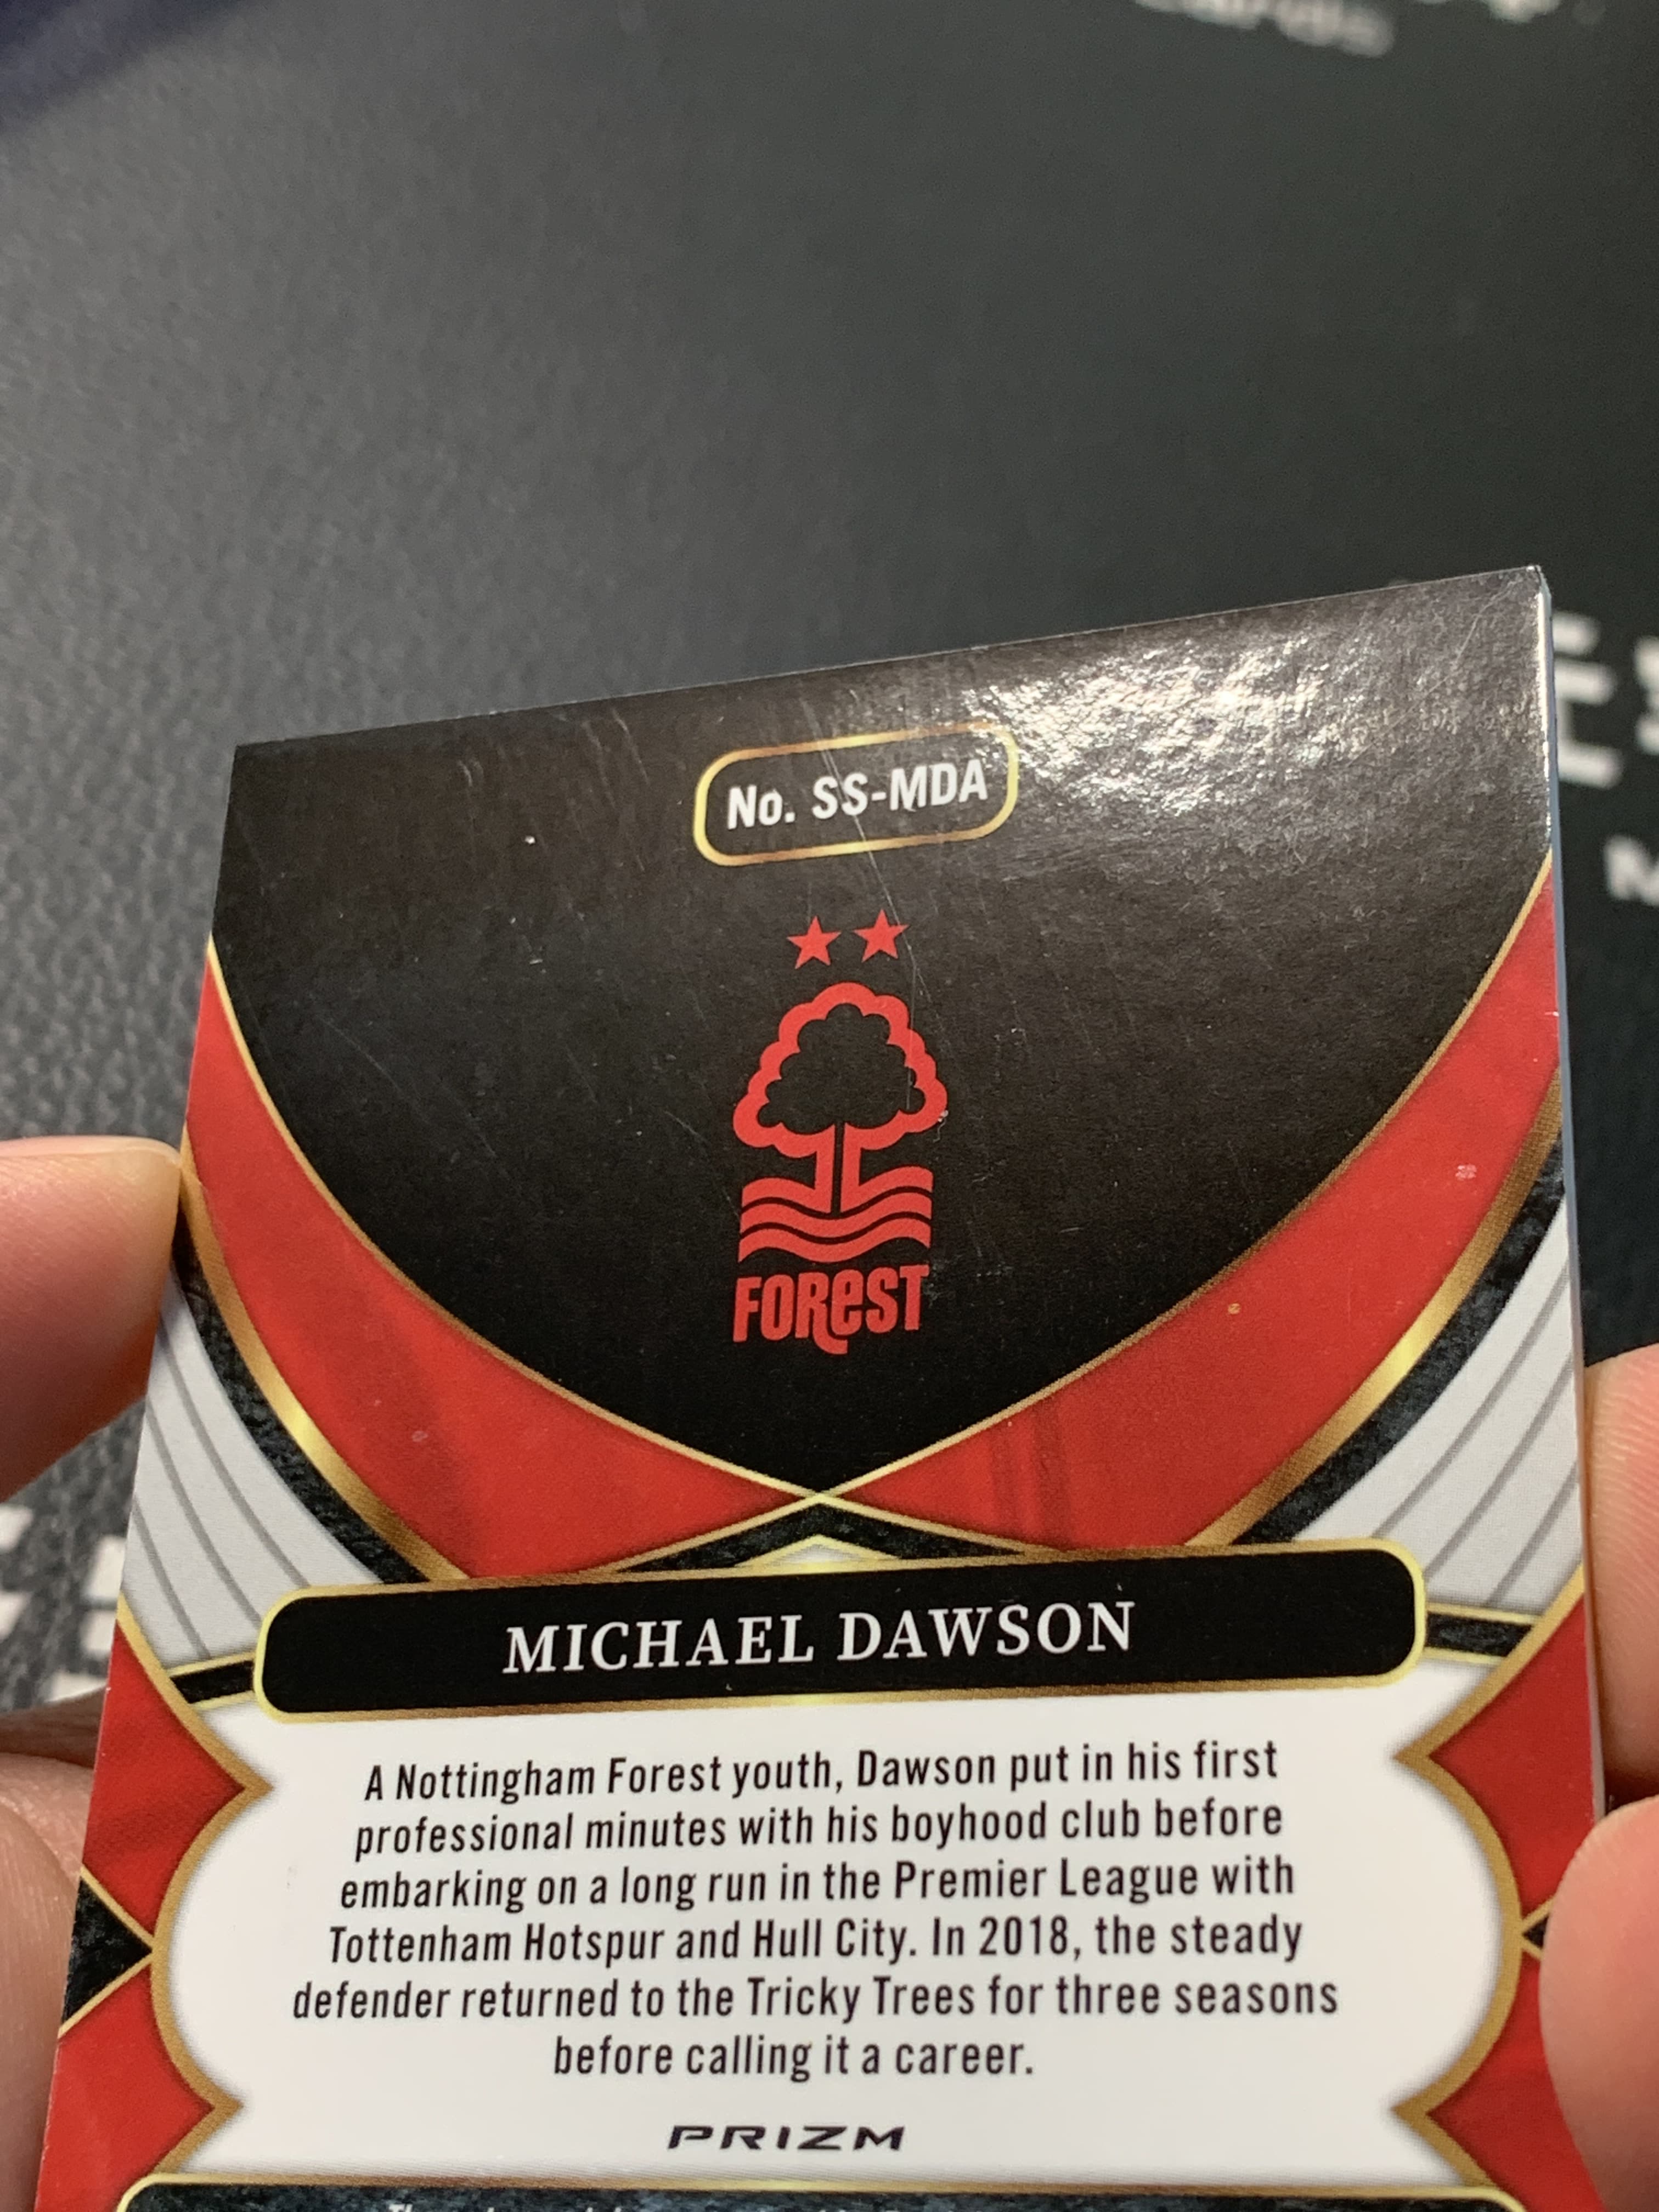 No. SS-MDA
FOReST
MICHAEL DAWSON
A Nottingham Forest youth, Dawson put in his first
professional minutes with his boyhood club before
embarking on a long run in the Premier League with
Tottenham Hotspur and Hull City. In 2018, the steady
defender returned to the Tricky Trees for three seasons
before calling it a career.
PRIZM